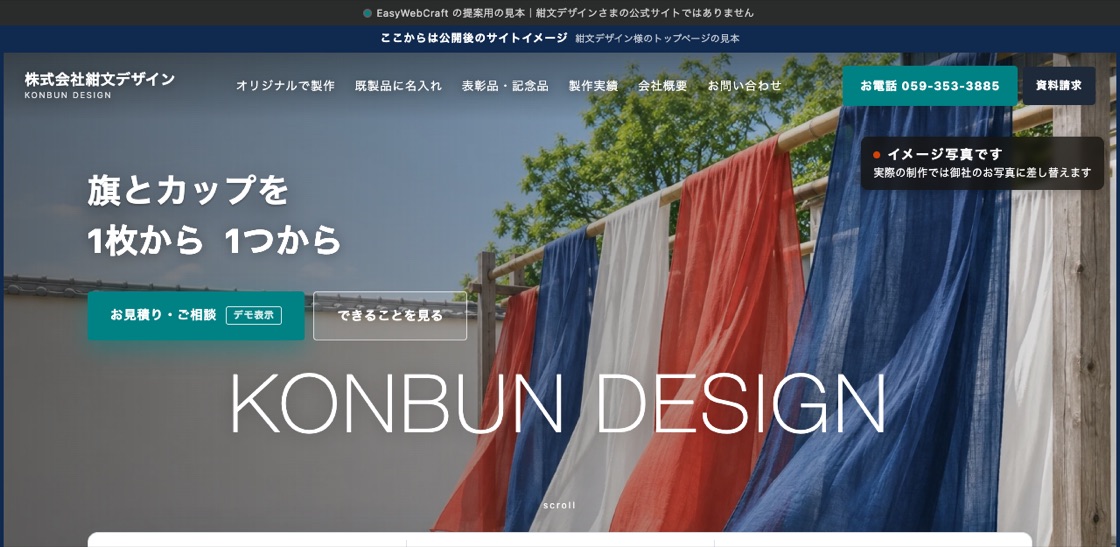 EasyWebCraft の提案用の見本｜紺文デザインさまの公式サイトではありません
ここからは公開後のサイトイメージ 紺文デザイン様のトップページの見本
株式会社紺文デザイン
KONBUN DESIGN
オリジナルで製作 既製品に名入れ 表彰品・記念品 製作実績 会社概要 お問い合わせ
お電話 059-353-3885 資料請求
イメージ写真です
実際の制作では御社のお写真に差し替えます
旗とカップを
1枚から 1つから
お見積り・ご相談 デモ表示 できることを見る
KONBUN DESIGN
scroll